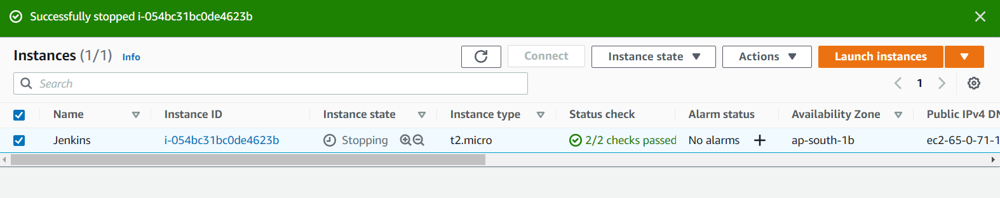 Successfully stopped i-054bc31bc0de4623b
Instances (1/1) Info
Connect Instance state Actions Launch instances
Search
1
Name Instance ID Instance state Instance type Status check Alarm status Availability Zone Public IPv4 DN
Jenkins i-054bc31bc0de4623b Stopping t2.micro 2/2 checks passed No alarms ap-south-1b ec2-65-0-71-1